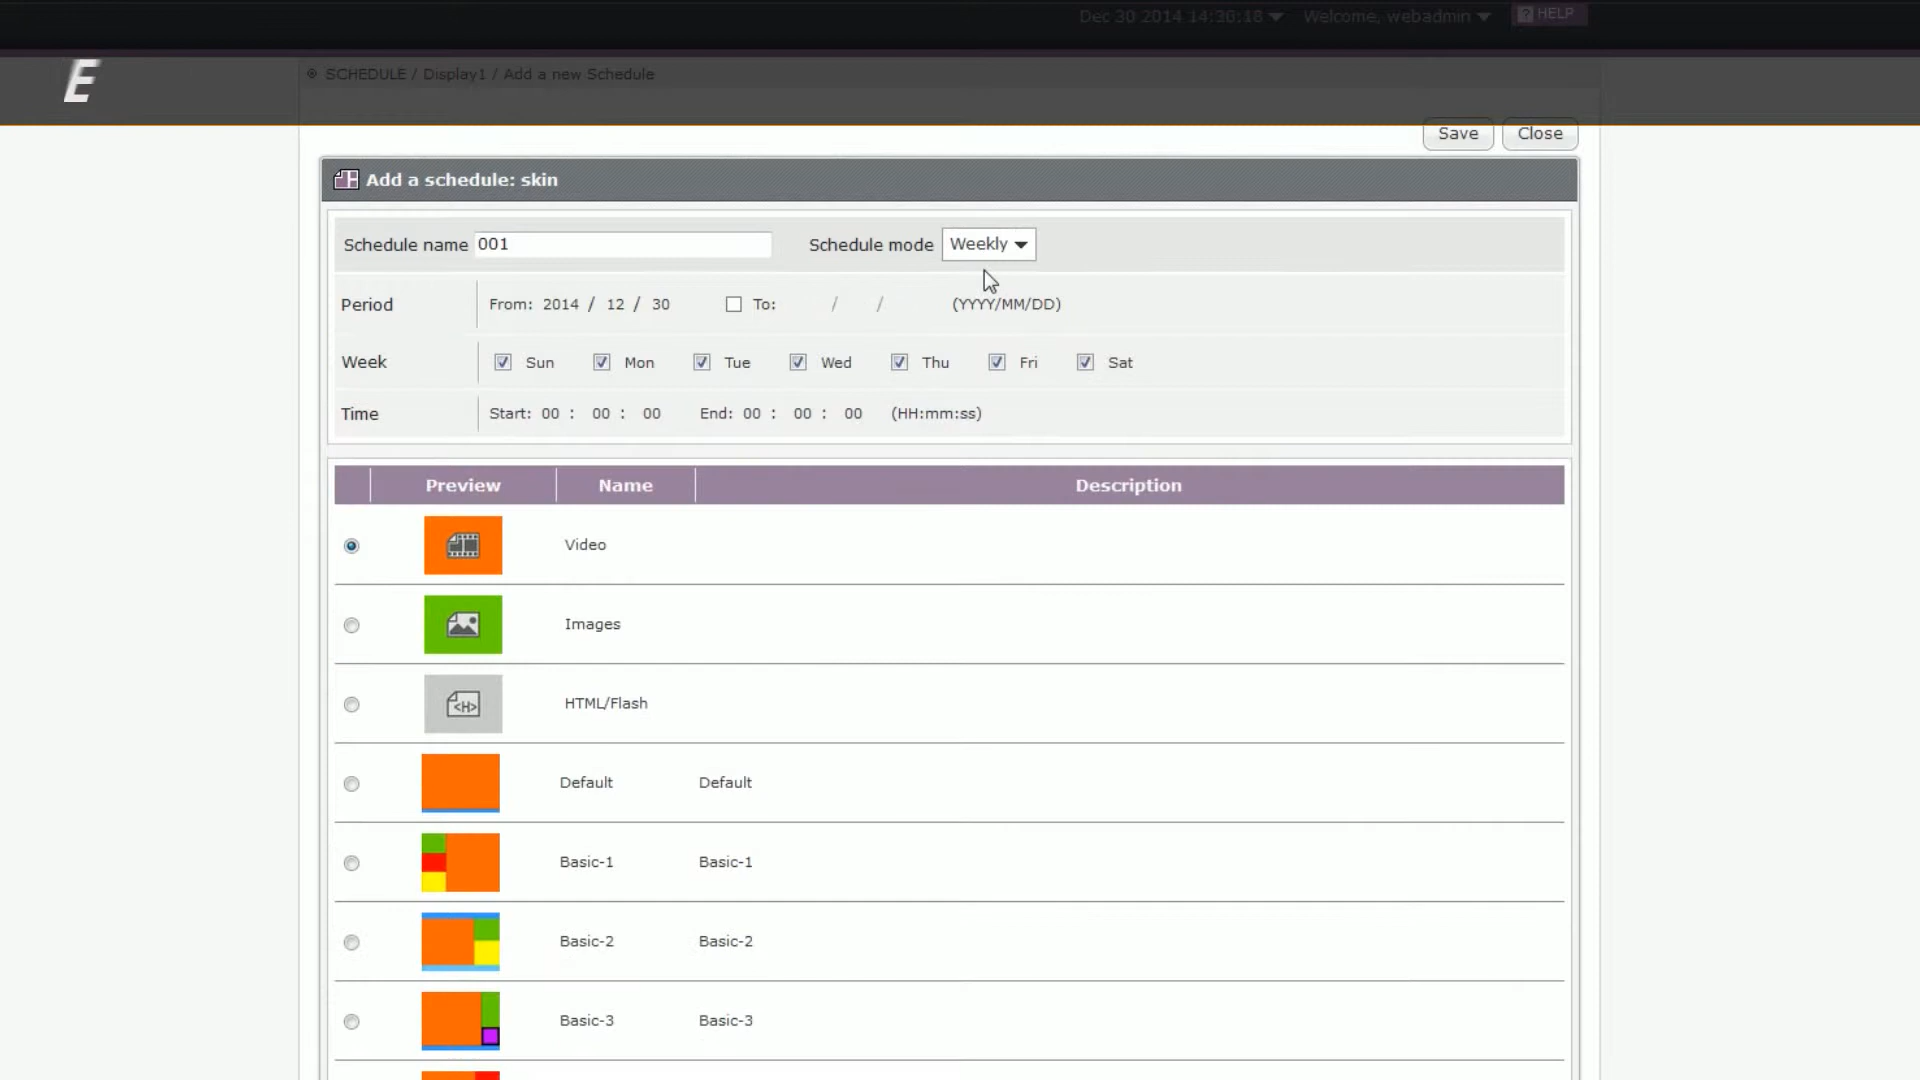 Dec 30 2014 14:36:18 Welcome, webadmin ? HELP
E
SCHEDULE / Display1 / Add a new Schedule
Save Close
Add a schedule: skin
Schedule name 001 Schedule mode Weekly
Period From: 2014 / 12 / 30 To: / / (YYYY/MM/DD)
Week Sun Mon Tue Wed Thu Fri Sat
Time Start: 00 : 00 : 00 End: 00 : 00 : 00 (HH:mm:ss)
Preview Name Description
Video
Images
<H> HTML/Flash
Default Default
Basic-1 Basic-1
Basic-2 Basic-2
Basic-3 Basic-3